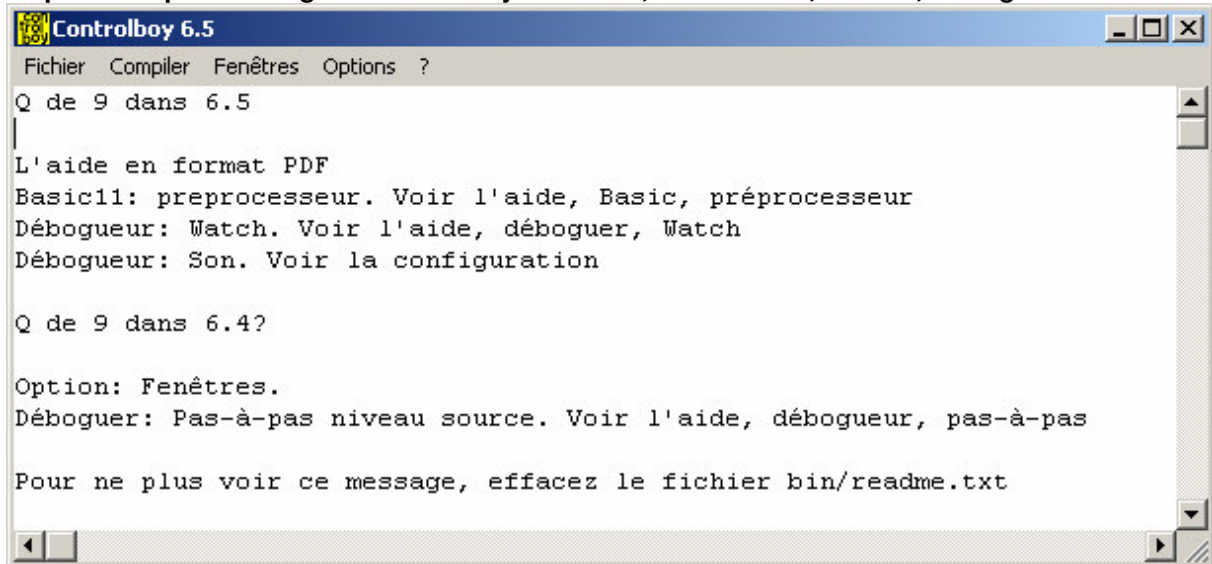 Controlboy 6.5
Fichier Compiler Fenêtres Options ?
Q de 9 dans 6.5
L'aide en format PDF
Basic11: preprocesseur. Voir l'aide, Basic, préprocesseur
Débogueur: Watch. Voir l'aide, déboguer, Watch
Débogueur: Son. Voir la configuration
Q de 9 dans 6.4?
Option: Fenêtres.
Déboguer: Pas-à-pas niveau source. Voir l'aide, débogueur, pas-à-pas
Pour ne plus voir ce message, effacez le fichier bin/readme.txt